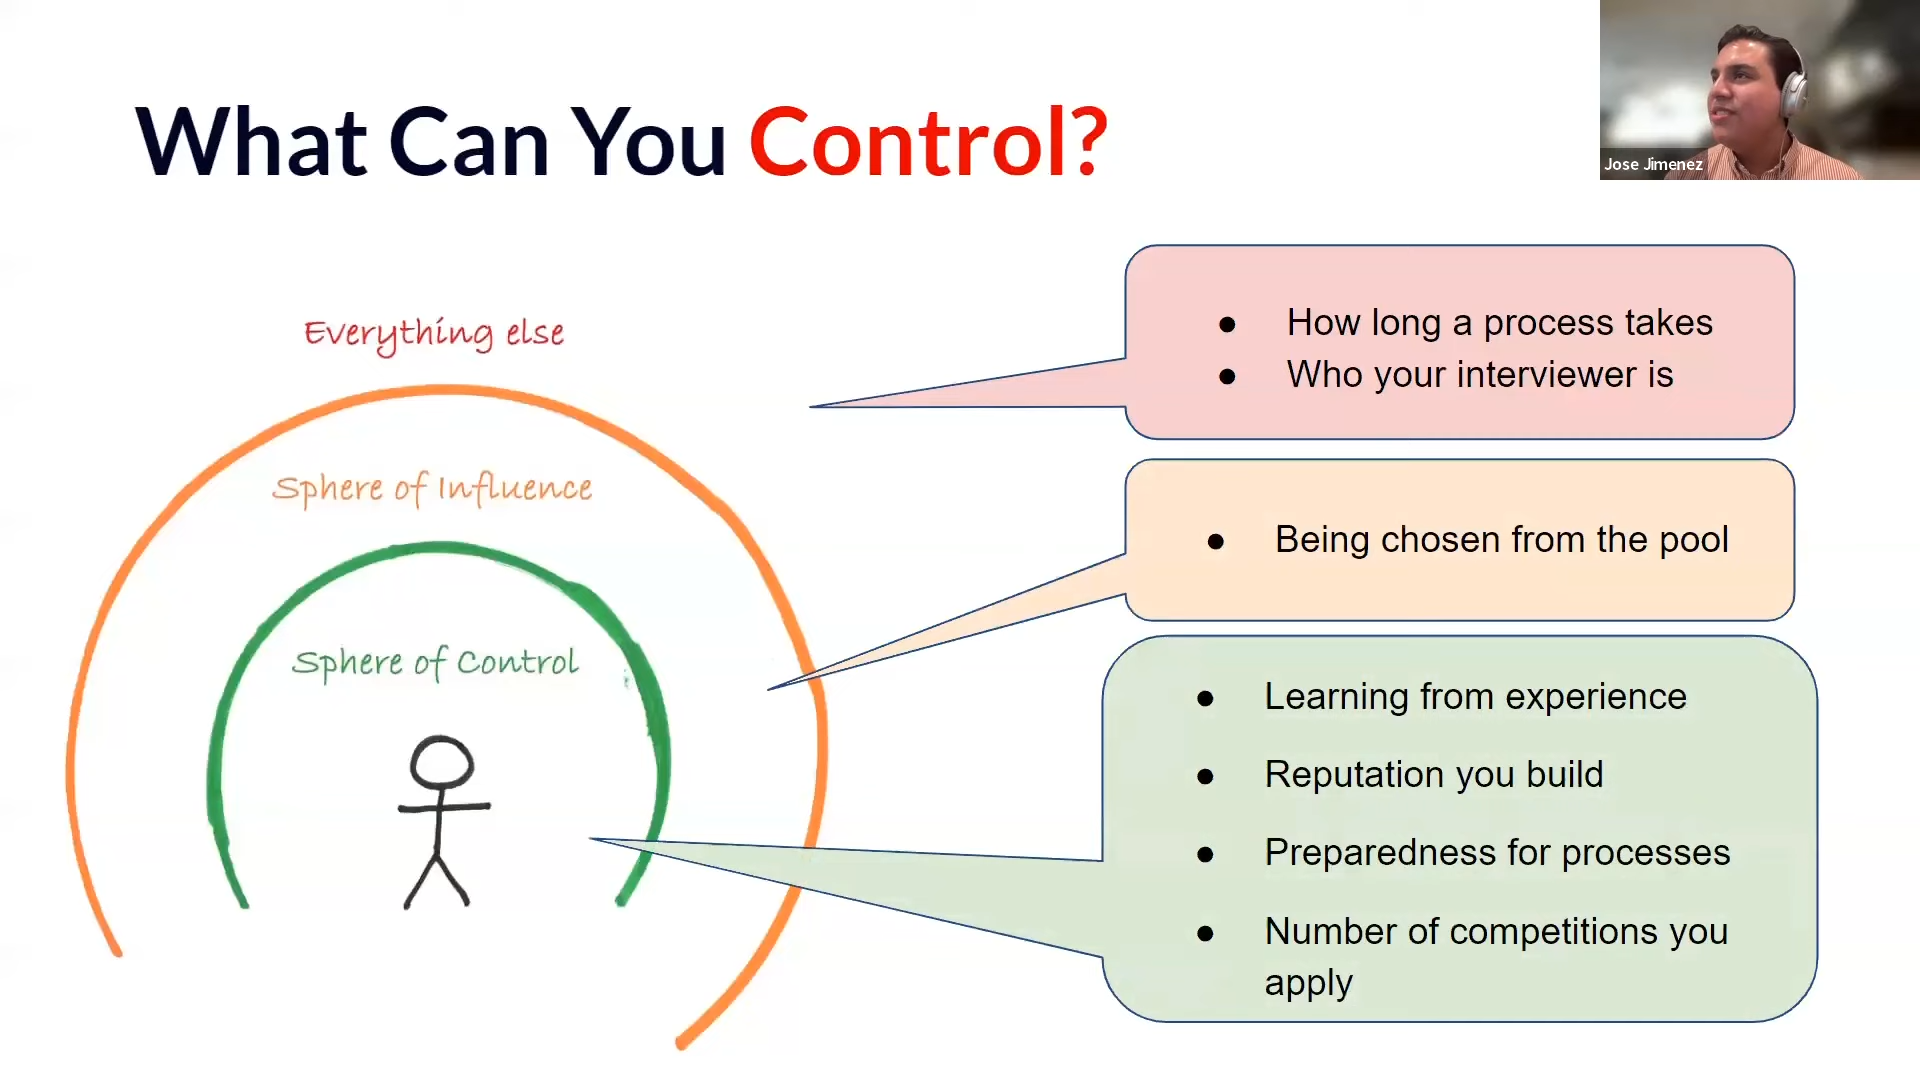 What Can You Control?
Jose Jimenez
Everything else
Sphere of Influence
Sphere of Control
● How long a process takes
● Who your interviewer is
● Being chosen from the pool
● Learning from experience
● Reputation you build
● Preparedness for processes
● Number of competitions you
apply